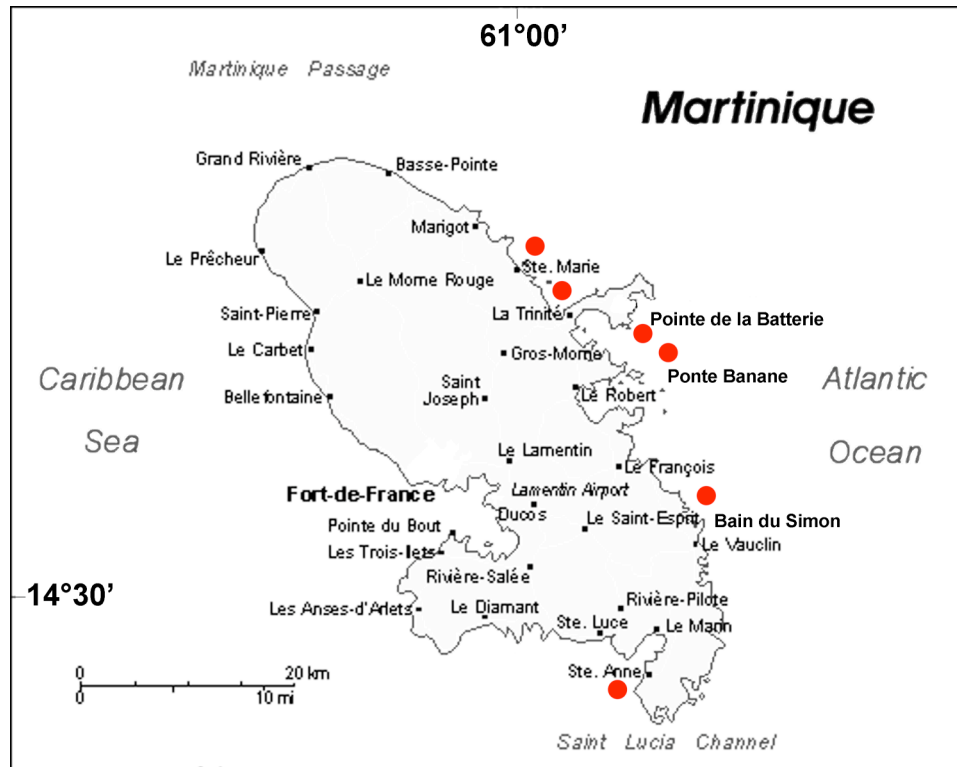 61°00’
Martinique Passage
Martinique
Grand Rivière
Basse-Pointe
Marigot
Le Prêcheur
Ste. Marie
Le Morne Rouge
Saint-Pierre
La Trinité
Pointe de la Batterie
Le Carbet
Gros-Morne
Ponte Banane
Caribbean
Sea
Atlantic
Ocean
Saint
Joseph
Bellefontaine
Le Robert
Le Lamentin
Le François
Fort-de-France
Lamentin Airport
Ducos
Le Saint-Esprit
Bain du Simon
Pointe du Bout
Le Vauclin
Les Trois-Ilets
Rivière-Salée
14°30’
Les Anses-d'Arlets
Le Diamant
Rivière-Pilote
Ste. Luce
Le Marin
Ste. Anne
0 20 km
0 10 mi
Saint Lucia Channel